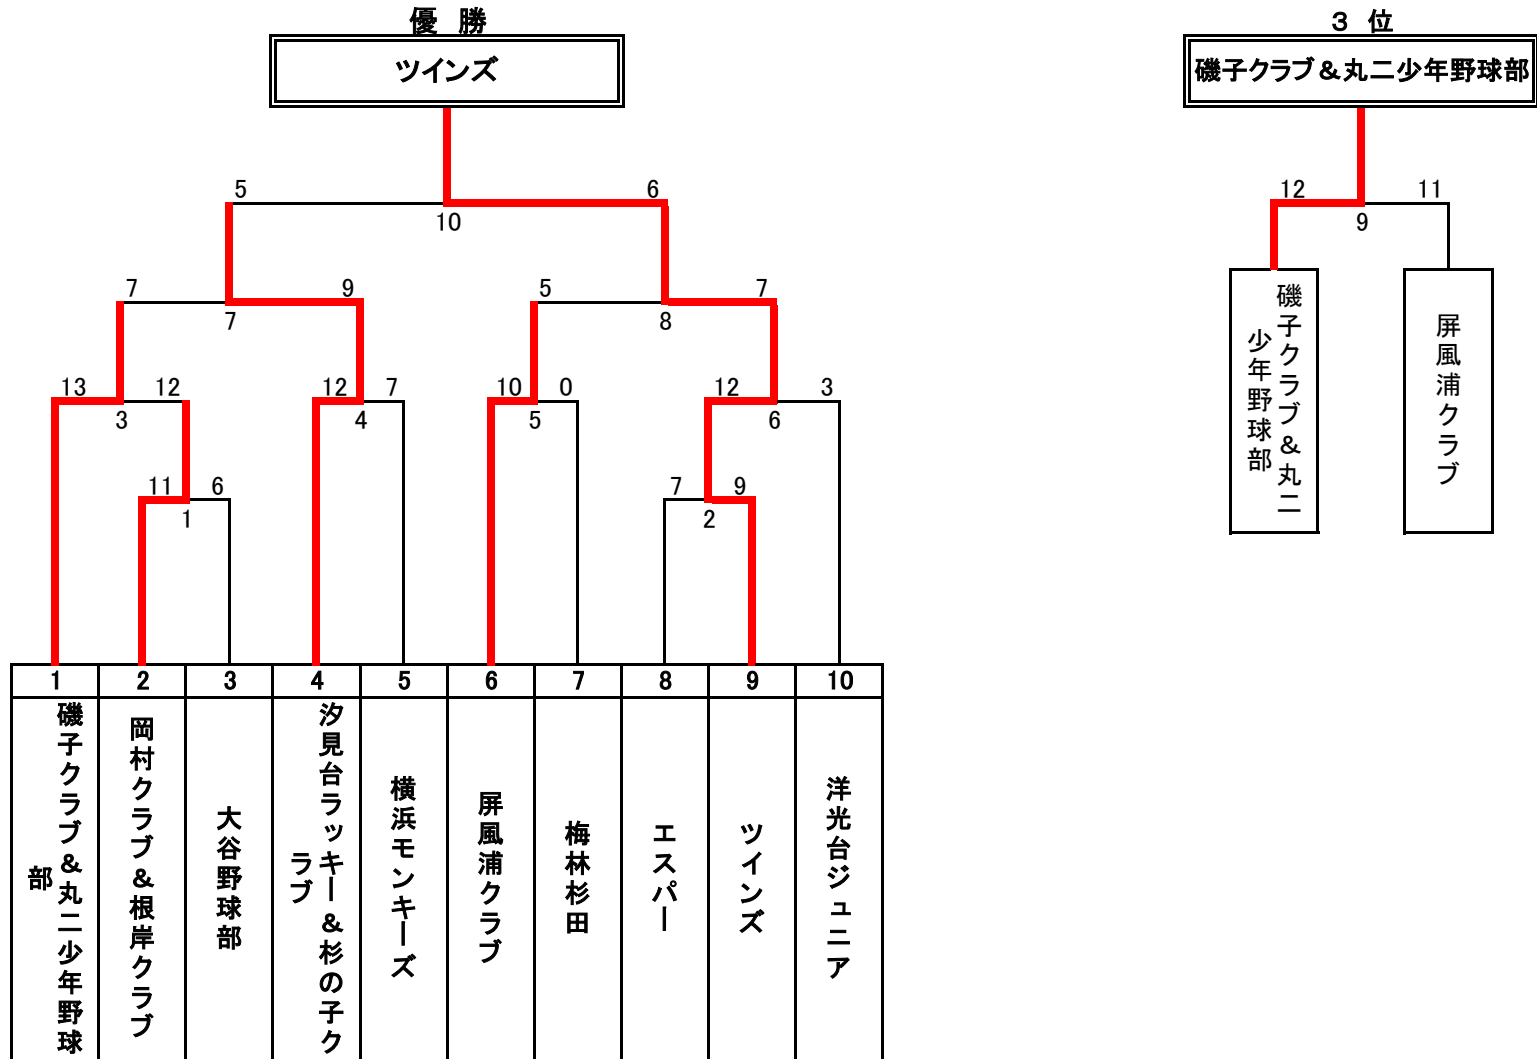 優 勝
ツインズ
3 位
磯子クラブ＆丸二少年野球部
5
6
10
12
11
9
7
9
7
5
7
8
13
12
3
12
7
4
10
0
5
12
3
6
11
6
1
7
9
2
磯子クラブ＆丸二
少年野球部
屏風浦クラブ
1
2
3
4
5
6
7
8
9
10
磯子クラブ＆丸二少年野球
部
岡村クラブ＆根岸クラブ
大谷野球部
汐見台ラッキー＆杉の子ク
ラブ
横浜モンキーズ
屏風浦クラブ
梅林杉田
エスパー
ツインズ
洋光台ジュニア